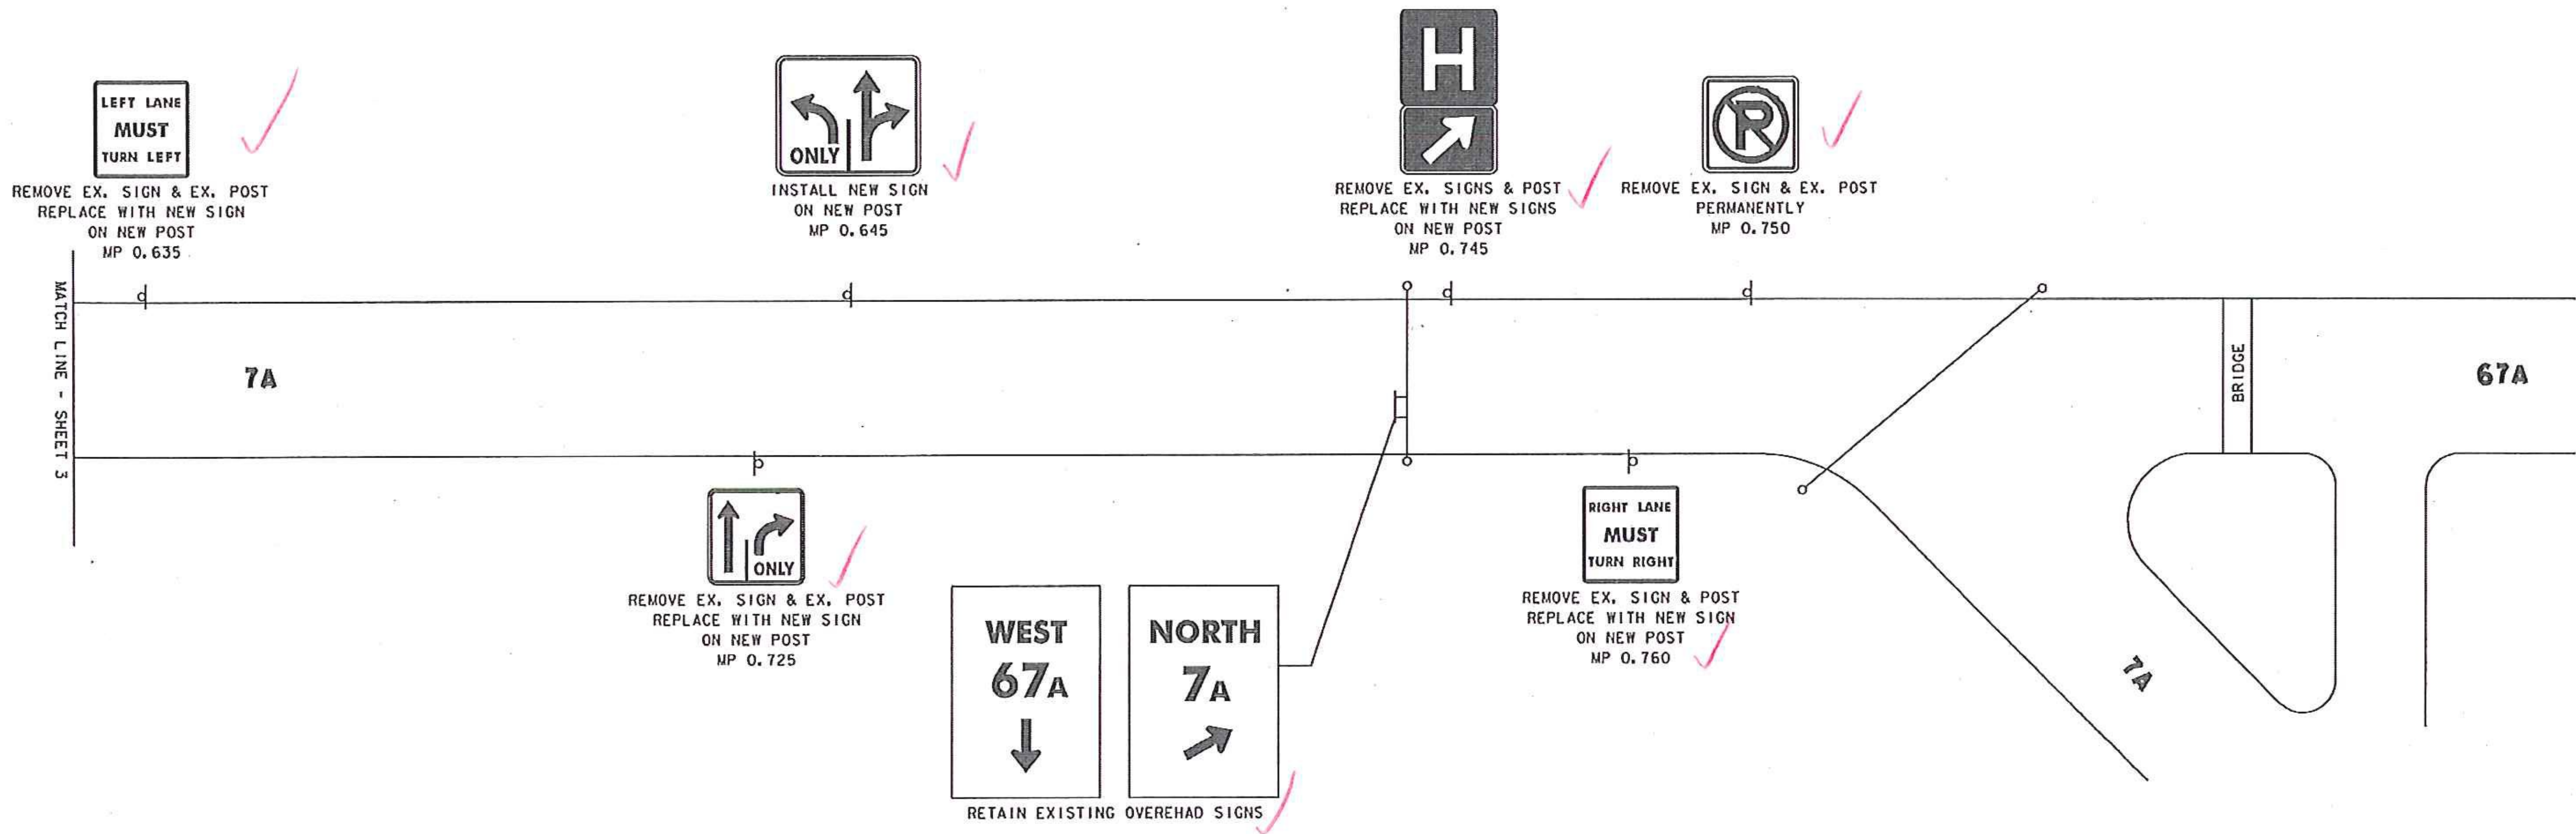 LEFT LANE
MUST
TURN LEFT
REMOVE EX. SIGN & EX. POST
REPLACE WITH NEW SIGN
ON NEW POST
MP 0.635
ONLY
INSTALL NEW SIGN
ON NEW POST
MP 0.645
H
REMOVE EX. SIGNS & POST
REPLACE WITH NEW SIGNS
ON NEW POST
MP 0.745
P
REMOVE EX. SIGN & EX. POST
PERMANENTLY
MP 0.750
MATCH LINE - SHEET 3
7A
BRIDGE
67A
ONLY
REMOVE EX. SIGN & EX. POST
REPLACE WITH NEW SIGN
ON NEW POST
MP 0.725
WEST
67A
NORTH
7A
RETAIN EXISTING OVEREHAD SIGNS
RIGHT LANE
MUST
TURN RIGHT
REMOVE EX. SIGN & POST
REPLACE WITH NEW SIGN
ON NEW POST
MP 0.760
7A